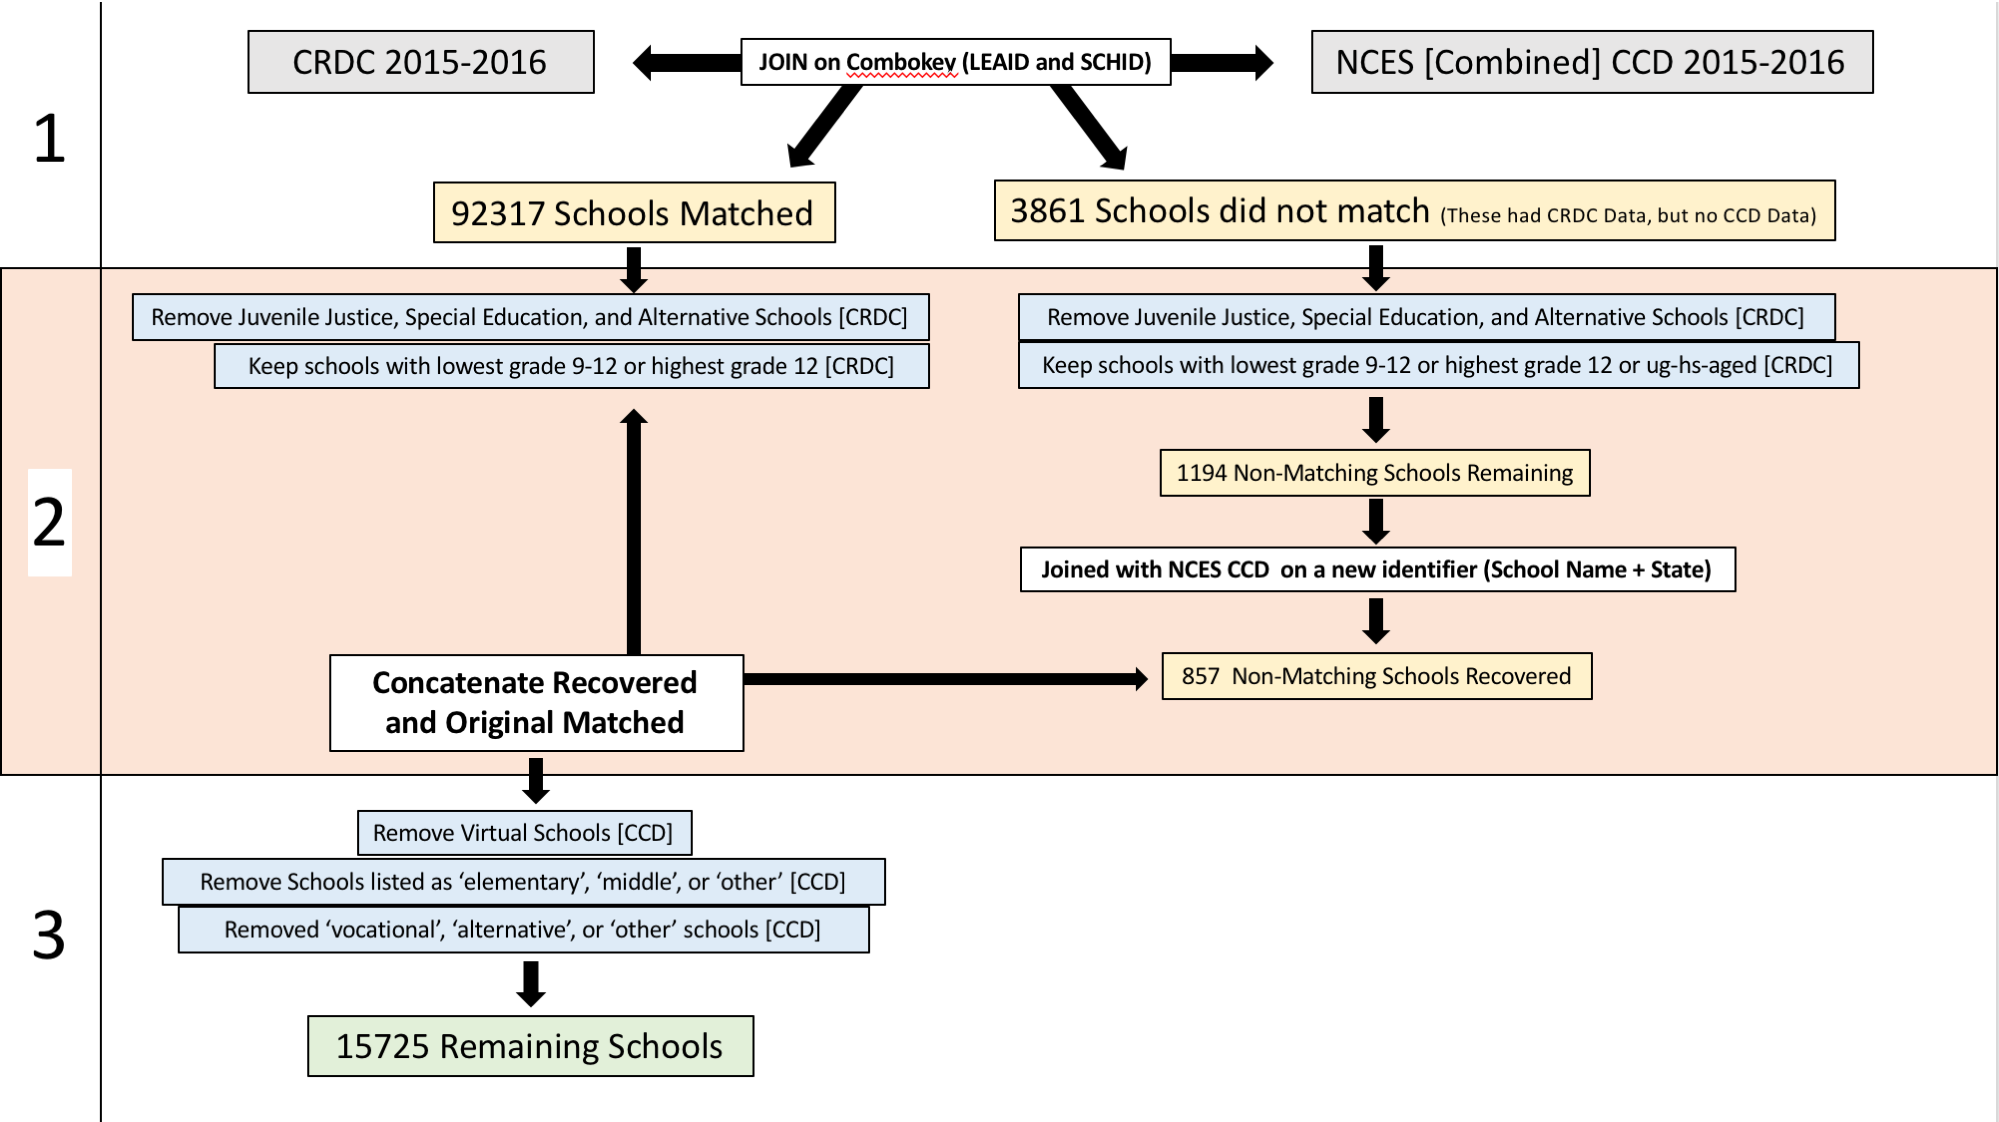 CRDC 2015-2016
JOIN on Combokey (LEAID and SCHID)
NCES [Combined] CCD 2015-2016
1
92317 Schools Matched
3861 Schools did not match (These had CRDC Data, but no CCD Data)
Remove Juvenile Justice, Special Education, and Alternative Schools [CRDC]
Keep schools with lowest grade 9-12 or highest grade 12 [CRDC]
Remove Juvenile Justice, Special Education, and Alternative Schools [CRDC]
Keep schools with lowest grade 9-12 or highest grade 12 or ug-hs-aged [CRDC]
1194 Non-Matching Schools Remaining
2
Joined with NCES CCD  on a new identifier (School Name + State)
857  Non-Matching Schools Recovered
Concatenate Recovered
and Original Matched
Remove Virtual Schools [CCD]
Remove Schools listed as ‘elementary’, ‘middle’, or ‘other’ [CCD]
Removed ‘vocational’, ‘alternative’, or ‘other’ schools [CCD]
3
15725 Remaining Schools